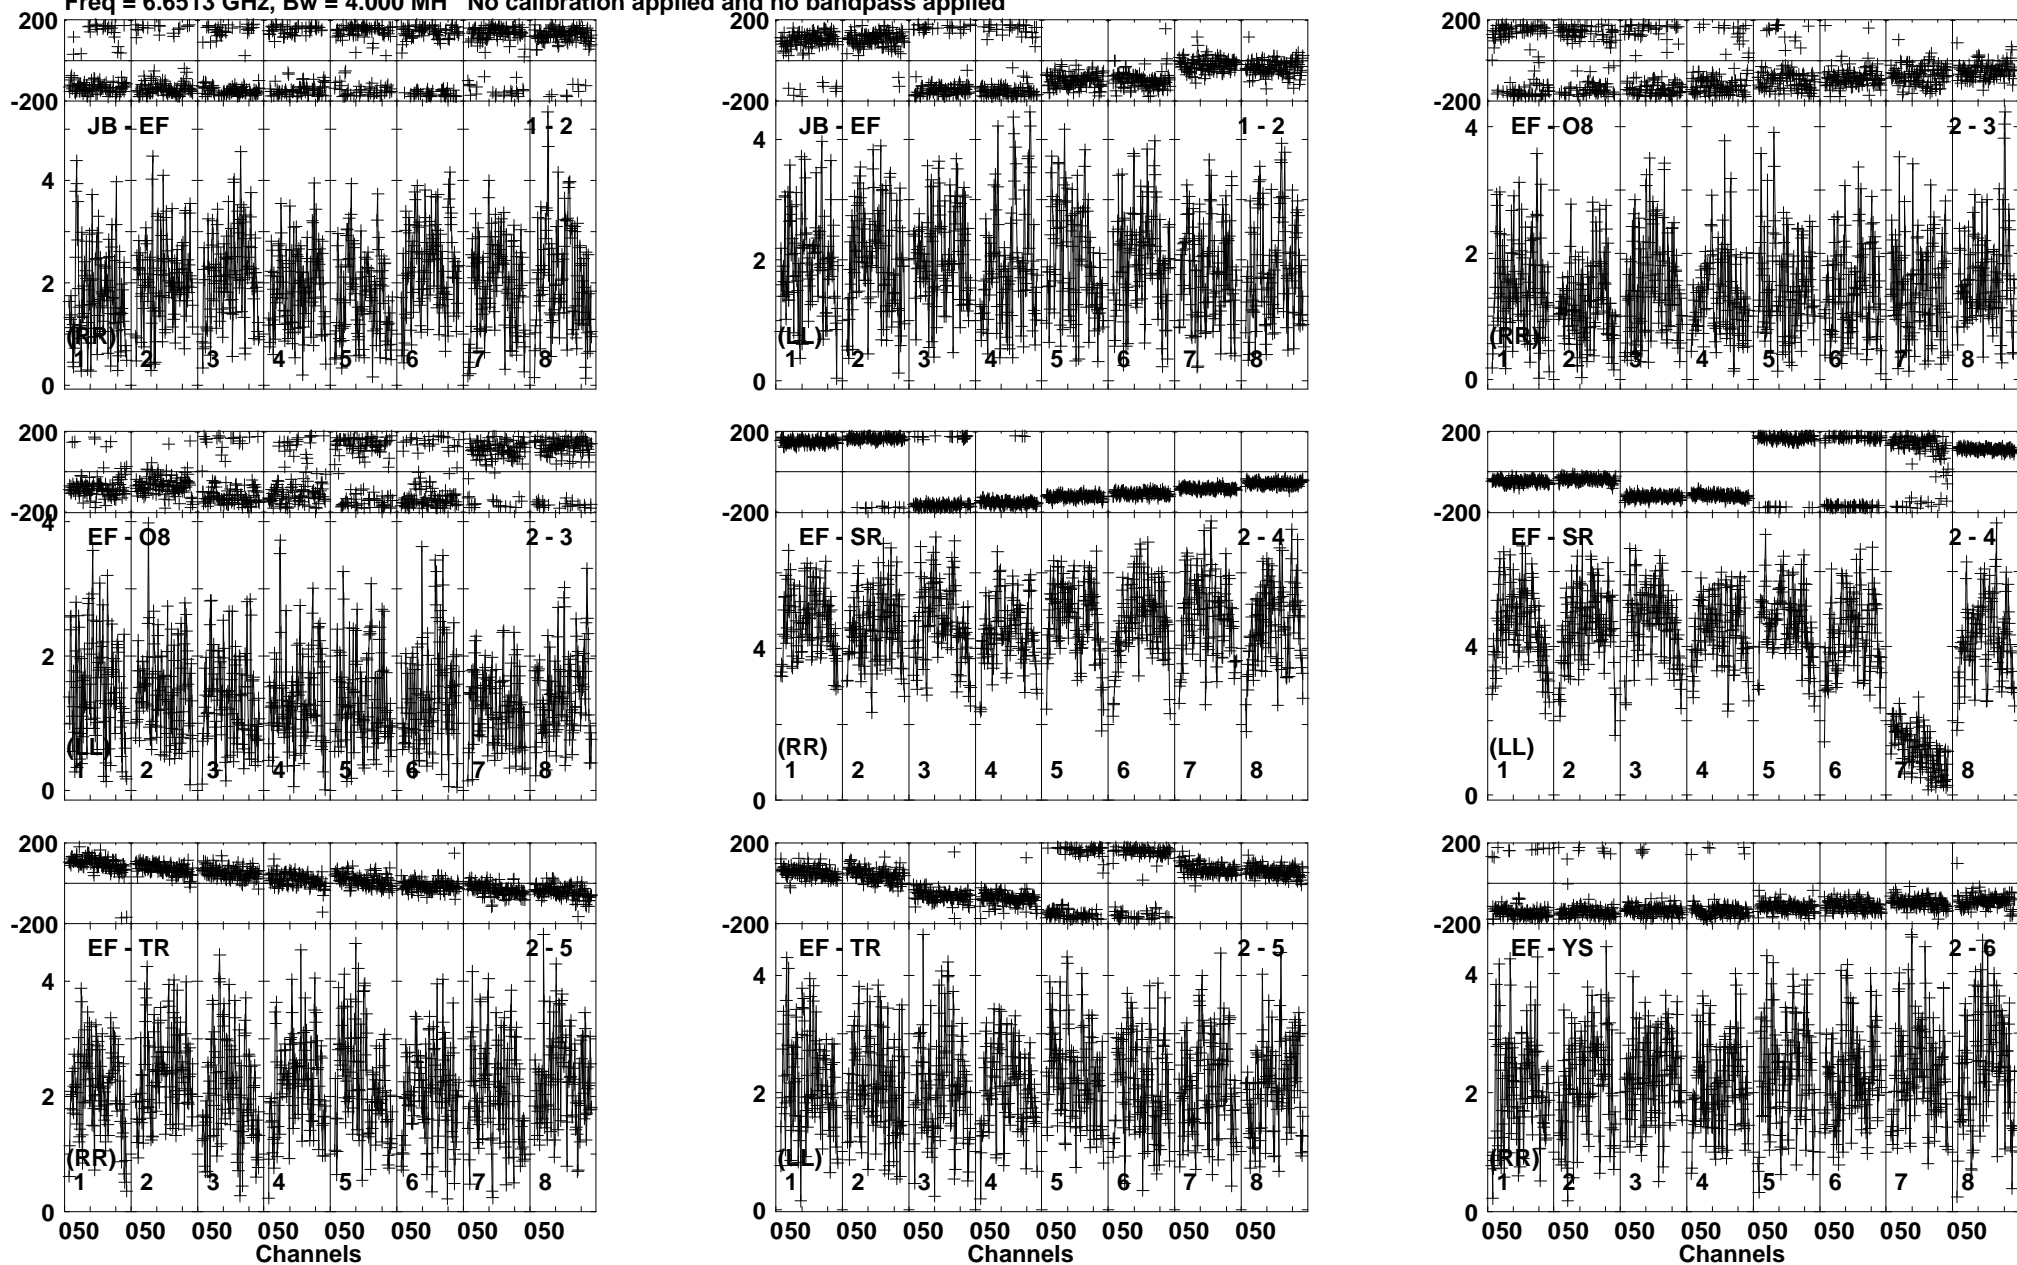 Freq = 6.6513 GHz, Bw = 4.000 MH No calibration applied and no bandpass applied
200
-200
JB - EF 1 - 2
4
2
0
(RR)
1 2 3 4 5 6 7 8
200
-200
JB - EF 1 - 2
4
2
0
(LL)
1 2 3 4 5 6 7 8
200
-200
EF - O8 2 - 3
4
2
0
(RR)
1 2 3 4 5 6 7 8
200
-200
EF - O8 2 - 3
4
2
0
(LL)
1 2 3 4 5 6 7 8
200
-200
EF - SR 2 - 4
4
0
(RR)
1 2 3 4 5 6 7 8
200
-200
EF - SR 2 - 4
4
0
(LL)
1 2 3 4 5 6 7 8
200
-200
EF - TR 2 - 5
4
2
0
(RR)
1 2 3 4 5 6 7 8
050 050 050 050 050 050 050 050
Channels
200
-200
EF - TR 2 - 5
4
2
0
(LL)
1 2 3 4 5 6 7 8
050 050 050 050 050 050 050 050
Channels
200
-200
EF - YS 2 - 6
4
2
0
(RR)
1 2 3 4 5 6 7 8
050 050 050 050 050 050 050 050
Channels